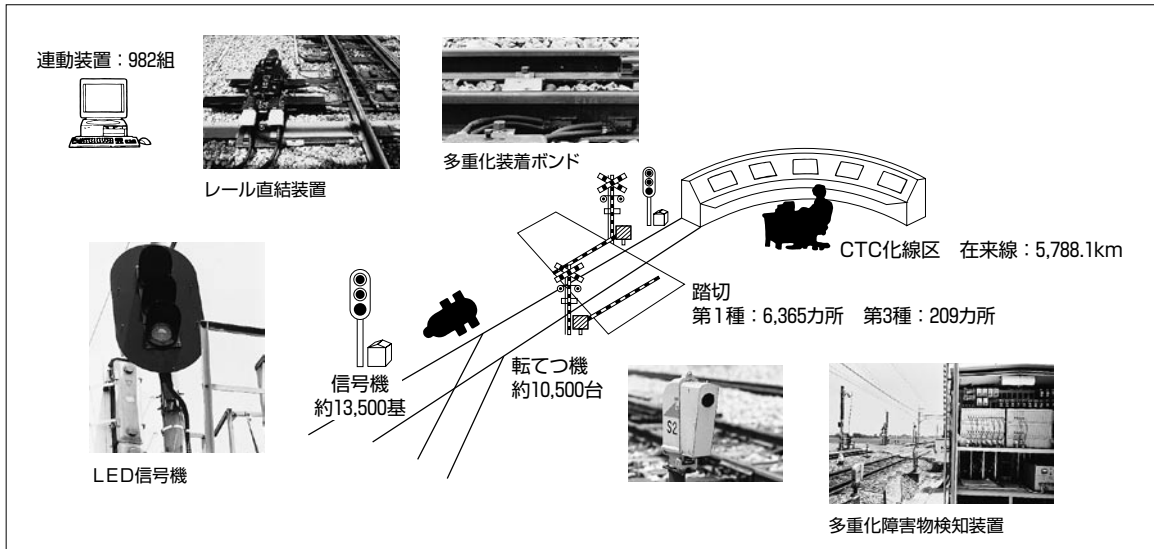 連動装置：982組
レール直結装置
多重化装着ボンド
CTC化線区　在来線：5,788.1km
踏切
第1種：6,365カ所　第3種：209カ所
信号機
約13,500基
転てつ機
約10,500台
S2
LED信号機
多重化障害物検知装置